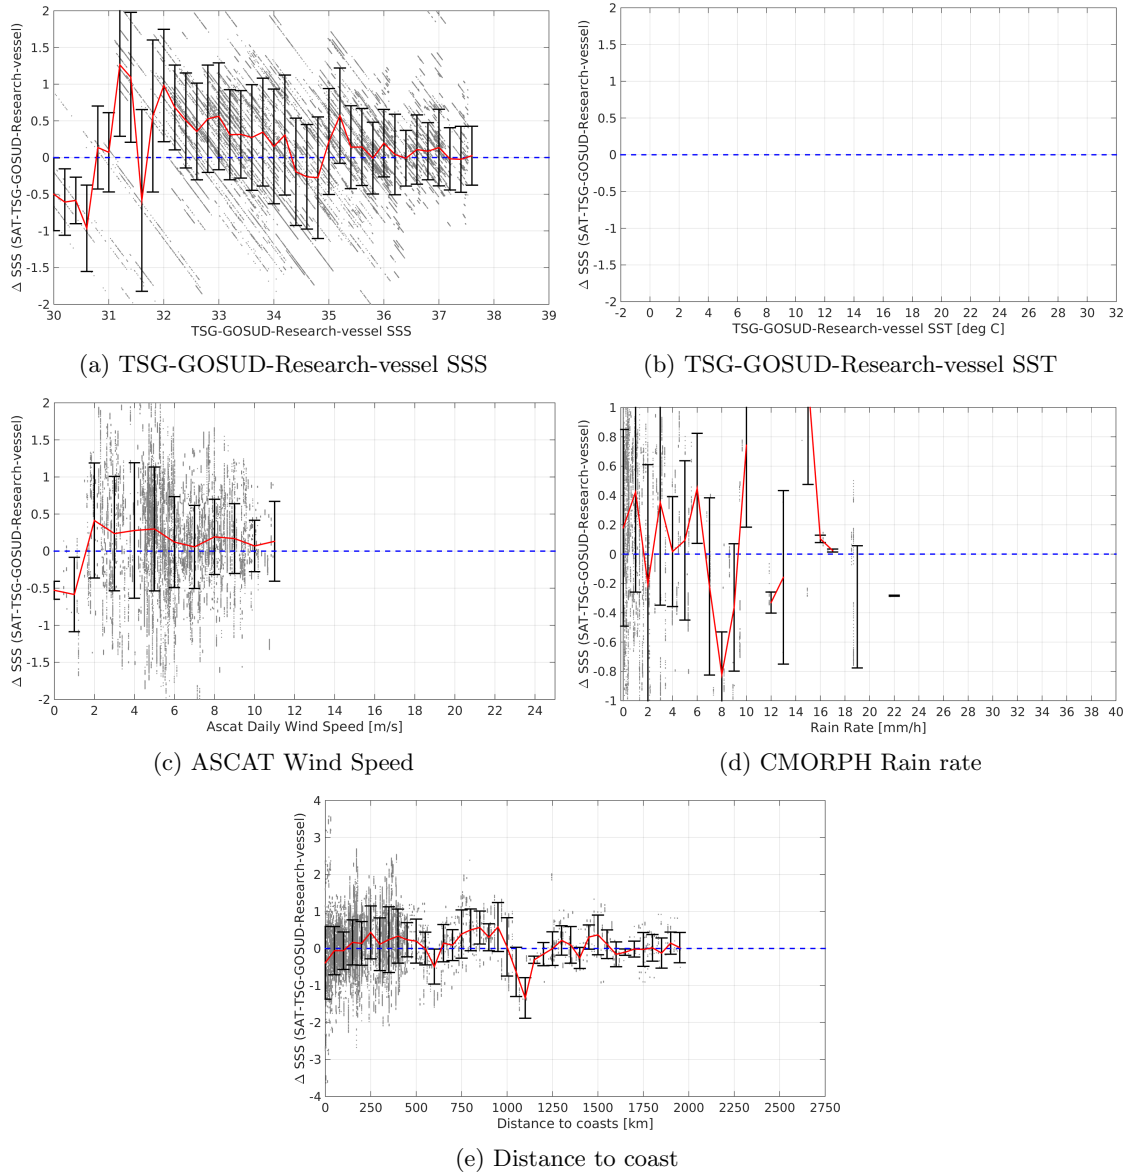 2
1.5
1
0.5
0
-0.5
-1
-1.5
-2
Δ SSS (SAT-TSG-GOSUD-Research-vessel)
30 31 32 33 34 35 36 37 38 39
TSG-GOSUD-Research-vessel SSS
(a) TSG-GOSUD-Research-vessel SSS
2
1.5
1
0.5
0
-0.5
-1
-1.5
-2
Δ SSS (SAT-TSG-GOSUD-Research-vessel)
-2 0 2 4 6 8 10 12 14 16 18 20 22 24 26 28 30 32
TSG-GOSUD-Research-vessel SST [deg C]
(b) TSG-GOSUD-Research-vessel SST
2
1.5
1
0.5
0
-0.5
-1
-1.5
-2
Δ SSS (SAT-TSG-GOSUD-Research-vessel)
0 2 4 6 8 10 12 14 16 18 20 22 24
Ascat Daily Wind Speed [m/s]
(c) ASCAT Wind Speed
1
0.8
0.6
0.4
0.2
0
-0.2
-0.4
-0.6
-0.8
-1
Δ SSS (SAT-TSG-GOSUD-Research-vessel)
0 2 4 6 8 10 12 14 16 18 20 22 24 26 28 30 32 34 36 38 40
Rain Rate [mm/h]
(d) CMORPH Rain rate
4
3
2
1
0
-1
-2
-3
-4
Δ SSS (SAT-TSG-GOSUD-Research-vessel)
0 250 500 750 1000 1250 1500 1750 2000 2250 2500 2750
Distance to coasts [km]
(e) Distance to coast